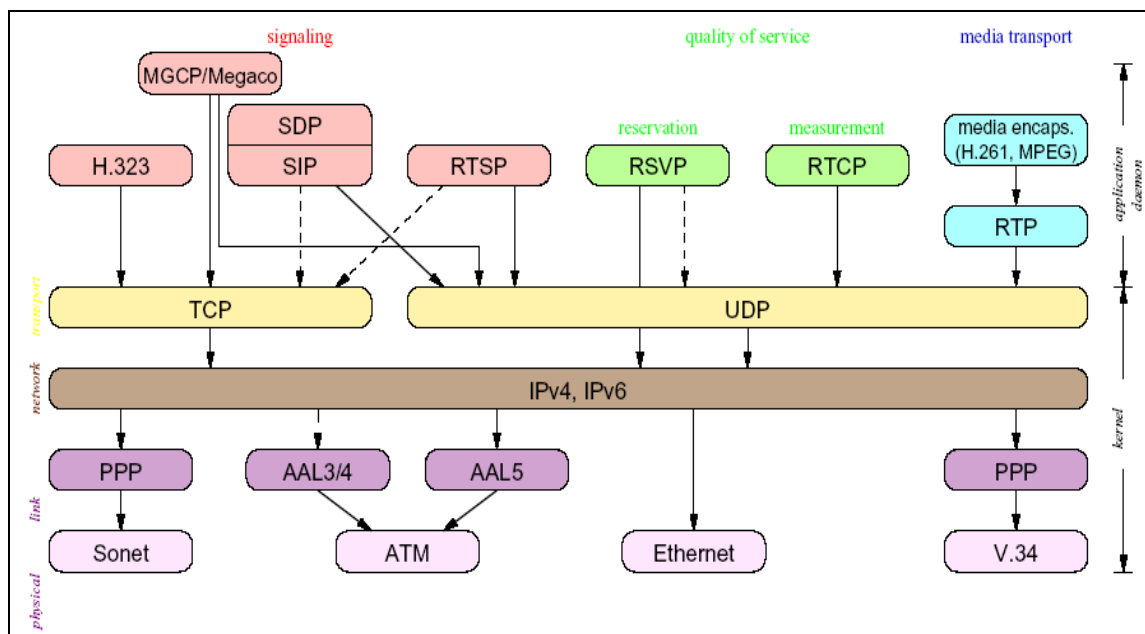 signaling
quality of service
media transport
MGCP/Megaco
SDP
SIP
H.323
RTSP
reservation
RSVP
measurement
RTCP
media encaps.
(H.261, MPEG)
RTP
application
dæmon
transport
TCP
UDP
network
IPv4, IPv6
kernel
PPP
AAL3/4
AAL5
PPP
link
Sonet
ATM
Ethernet
V.34
physical